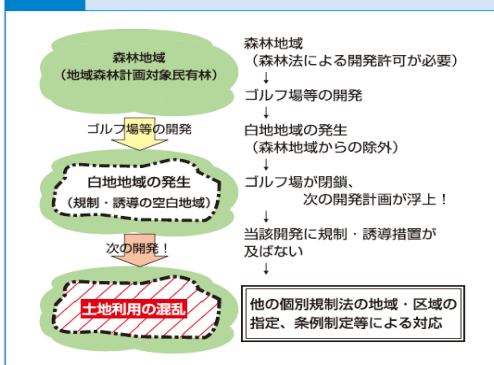 森林地域
（地域森林計画対象民有林）
ゴルフ場等の開発
白地地域の発生
（規制・誘導の空白地域）
次の開発！
土地利用の混乱
森林地域
（森林法による開発許可が必要）
↓
ゴルフ場等の開発
↓
白地地域の発生
（森林地域からの除外）
↓
ゴルフ場が閉鎖、
次の開発計画が浮上！
↓
当該開発に規制・誘導措置が
及ばない
↓
他の個別規制法の地域・区域の
指定、条例制定等による対応